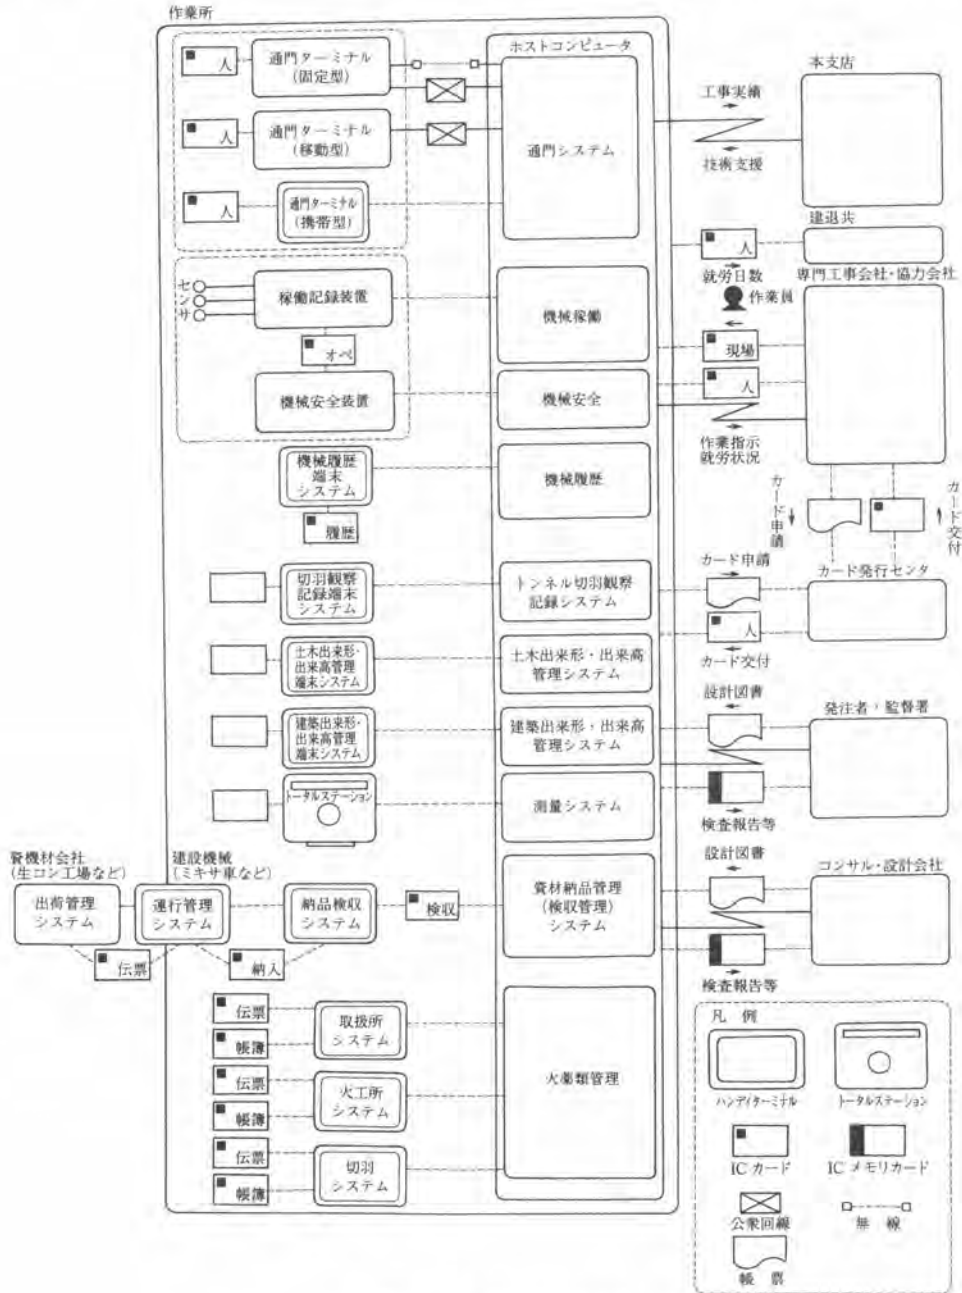 作業所
人
通門ターミナル
(固定型)
人
通門ターミナル
(移動型)
人
通門ターミナル
(携帯型)
センサ
稼働記録装置
オペ
機械安全装置
機械履歴
端末
システム
履歴
切羽観察
記録端末
システム
土木出来形・
出来高管理
端末システム
建築出来形・
出来高管理
端末システム
トータルステーション
資機材会社
(生コン工場など)
出荷管理
システム
伝票
建設機械
(ミキサ車など)
運行管理
システム
納入
納品検収
システム
検収
伝票
帳簿
取扱所
システム
伝票
帳簿
火工所
システム
伝票
帳簿
切羽
システム
ホストコンピュータ
通門システム
機械稼働
機械安全
機械履歴
トンネル切羽観察
記録システム
土木出来形・出来高
管理システム
建築出来形・出来高
管理システム
測量システム
資材納品管理
(検収管理)
システム
火薬類管理
本支店
工事実績
技術支援
建退共
人
就労日数
専門工事会社・協力会社
作業員
現場
人
作業指示
就労状況
カード申請
カード交付
カード発行センタ
カード申請
人
カード交付
発注者・監督署
設計図書
検査報告等
コンサル・設計会社
設計図書
検査報告等
凡 例
ハンディターミナル
トータルステーション
ICカード
ICメモリカード
公衆回線
無 線
帳 票